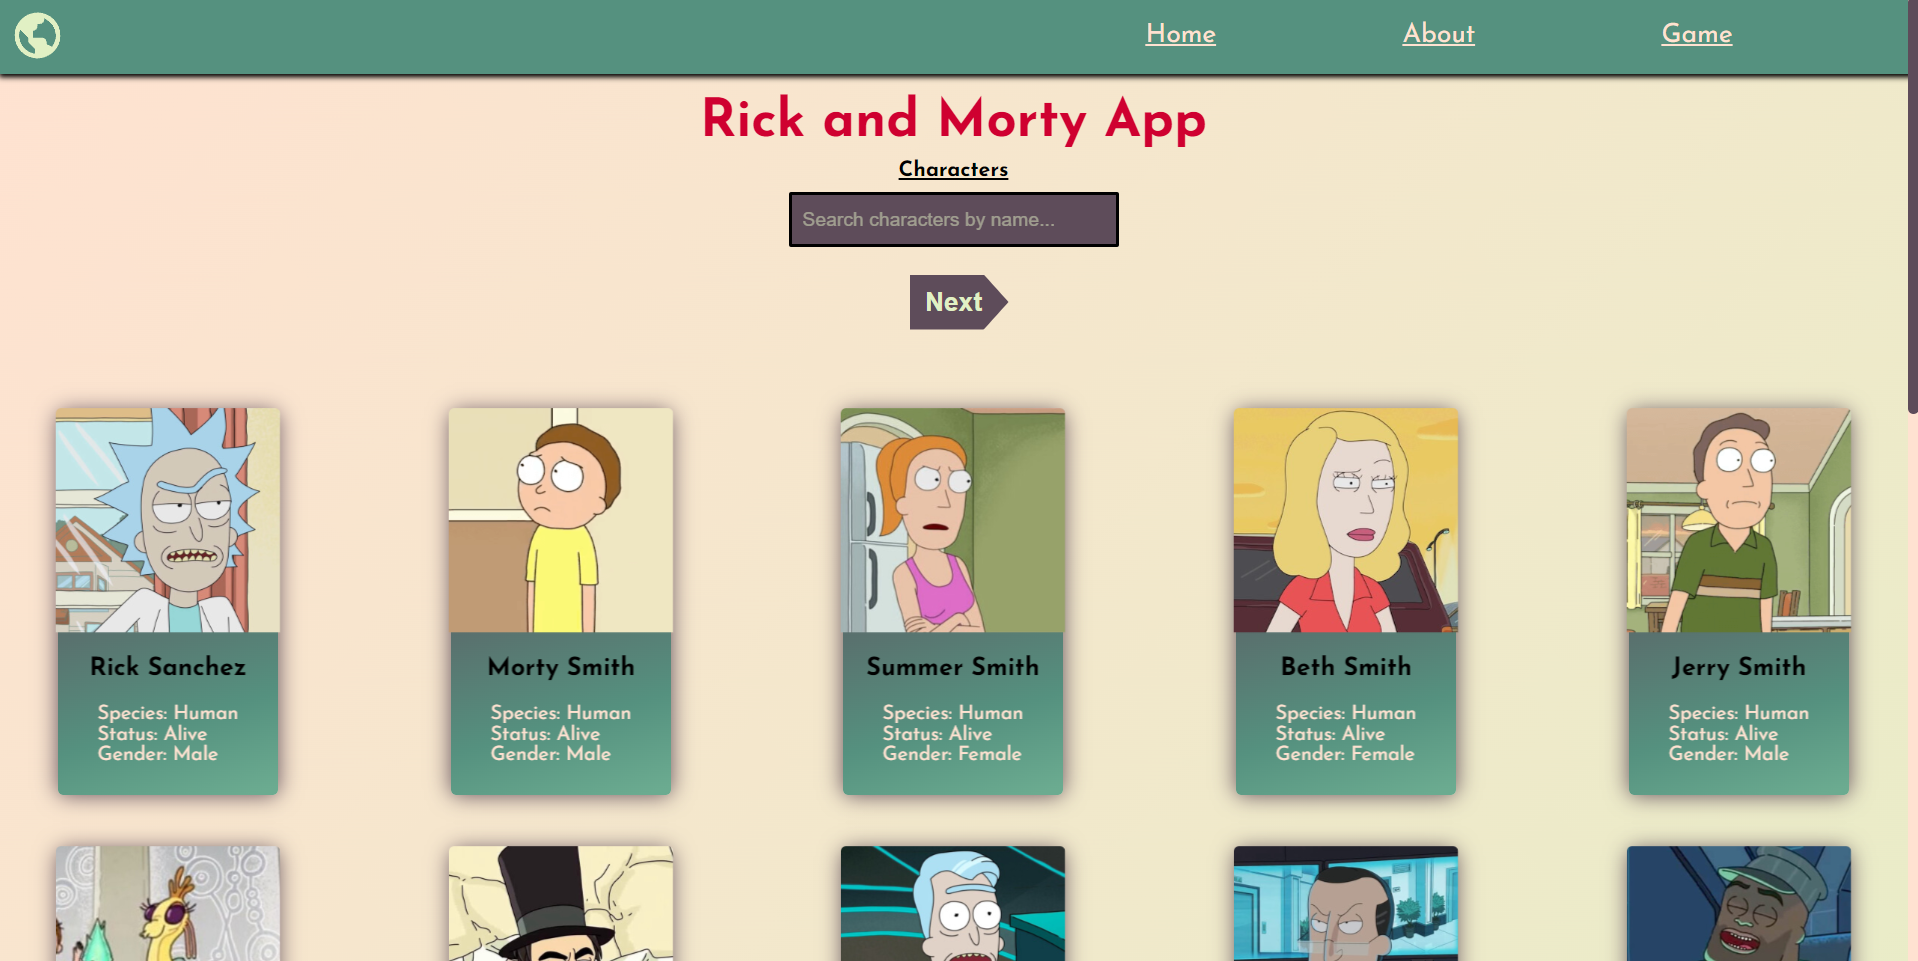 Home About Game
Rick and Morty App
Characters
Search characters by name...
Next
Rick Sanchez
Species: Human
Status: Alive
Gender: Male
Morty Smith
Species: Human
Status: Alive
Gender: Male
Summer Smith
Species: Human
Status: Alive
Gender: Female
Beth Smith
Species: Human
Status: Alive
Gender: Female
Jerry Smith
Species: Human
Status: Alive
Gender: Male